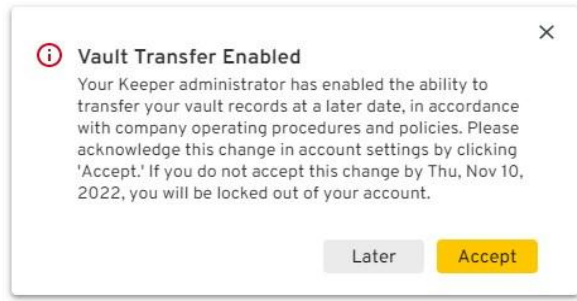 Vault Transfer Enabled
Your Keeper administrator has enabled the ability to
transfer your vault records at a later date, in accordance
with company operating procedures and policies. Please
acknowledge this change in account settings by clicking
'Accept.' If you do not accept this change by Thu, Nov 10,
2022, you will be locked out of your account.
Later
Accept